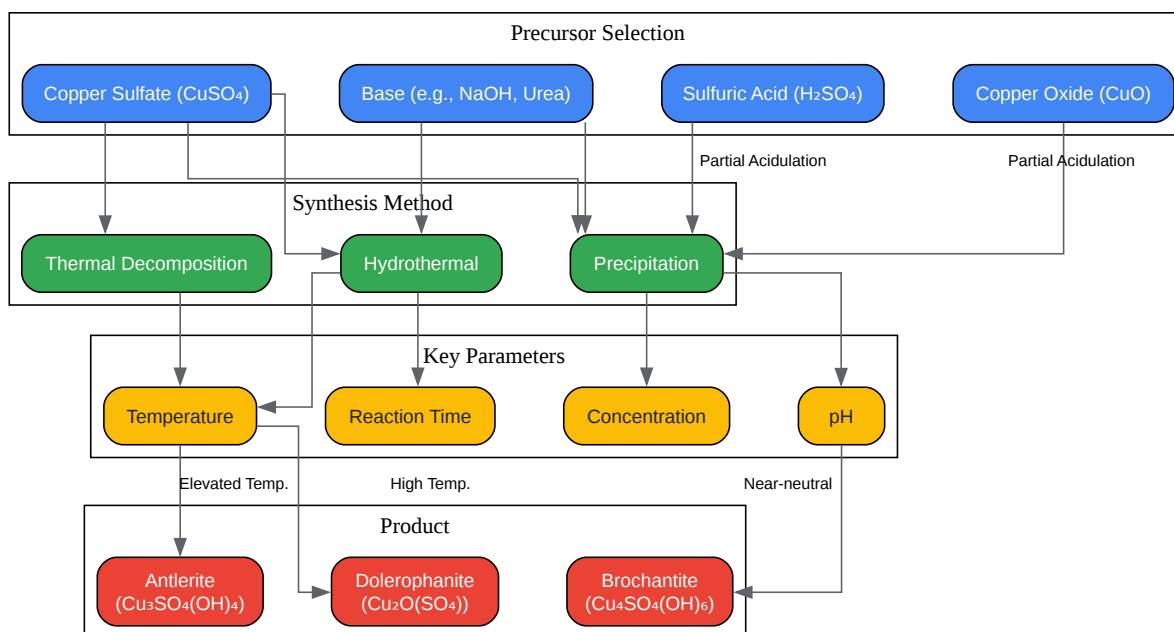 Precursor Selection
Copper Sulfate (CuSO₄)
Base (e.g., NaOH, Urea)
Sulfuric Acid (H₂SO₄)
Copper Oxide (CuO)
Partial Acidulation
Partial Acidulation
Synthesis Method
Thermal Decomposition
Hydrothermal
Precipitation
Key Parameters
Temperature
Reaction Time
Concentration
pH
Elevated Temp.
High Temp.
Near-neutral
Product
Antlerite
(Cu₃SO₄(OH)₄)
Dolerophanite
(Cu₂O(SO₄))
Brochantite
(Cu₄SO₄(OH)₆)